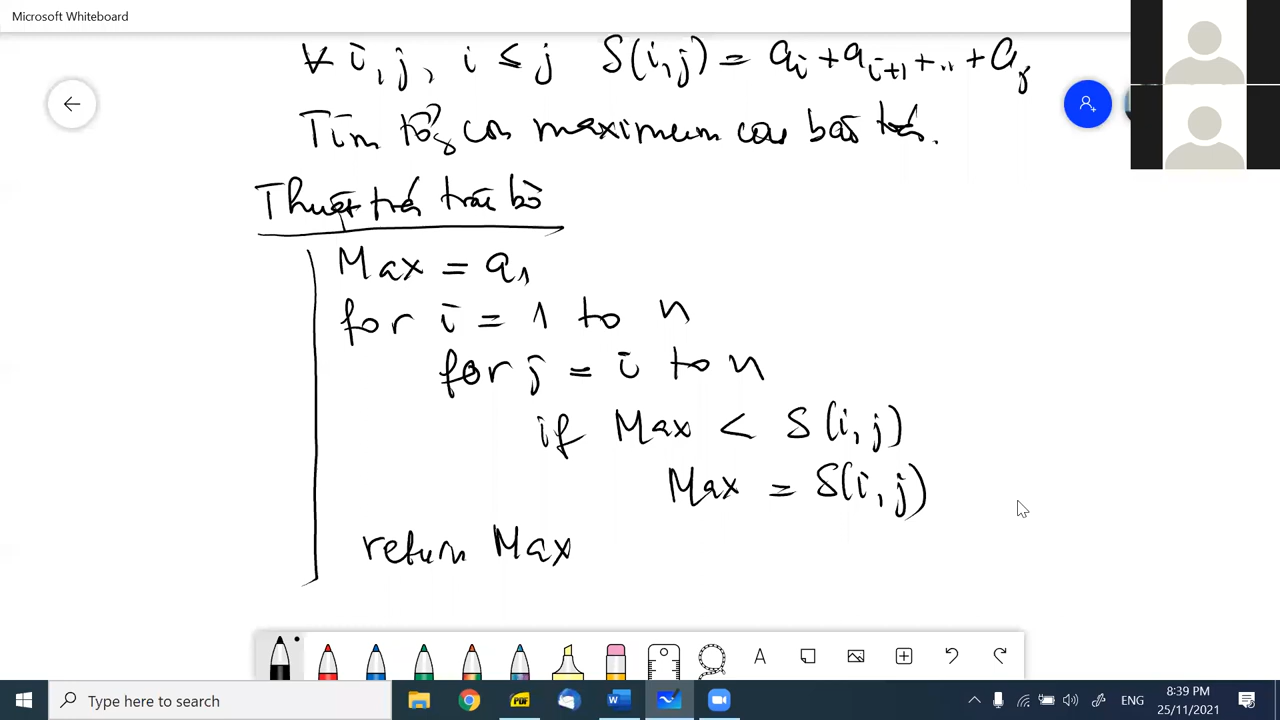 Microsoft Whiteboard
∀ i, j, i ≤ j S(i,j) = a_i + a_{i+1} + .. + a_j
Tìm tổng con maximum của bài toán.
Thuật toán trâu bò
Max = a_1
for i = 1 to n
for j = i to n
if Max < S(i,j)
Max = S(i,j)
return Max
Type here to search
ENG
8:39 PM
25/11/2021